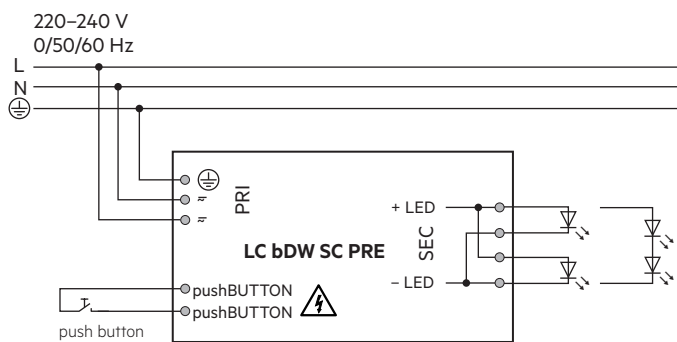 220–240 V
0/50/60 Hz
L
N
PRI
+ LED
SEC
LC bDW SC PRE
– LED
pushBUTTON
pushBUTTON
push button